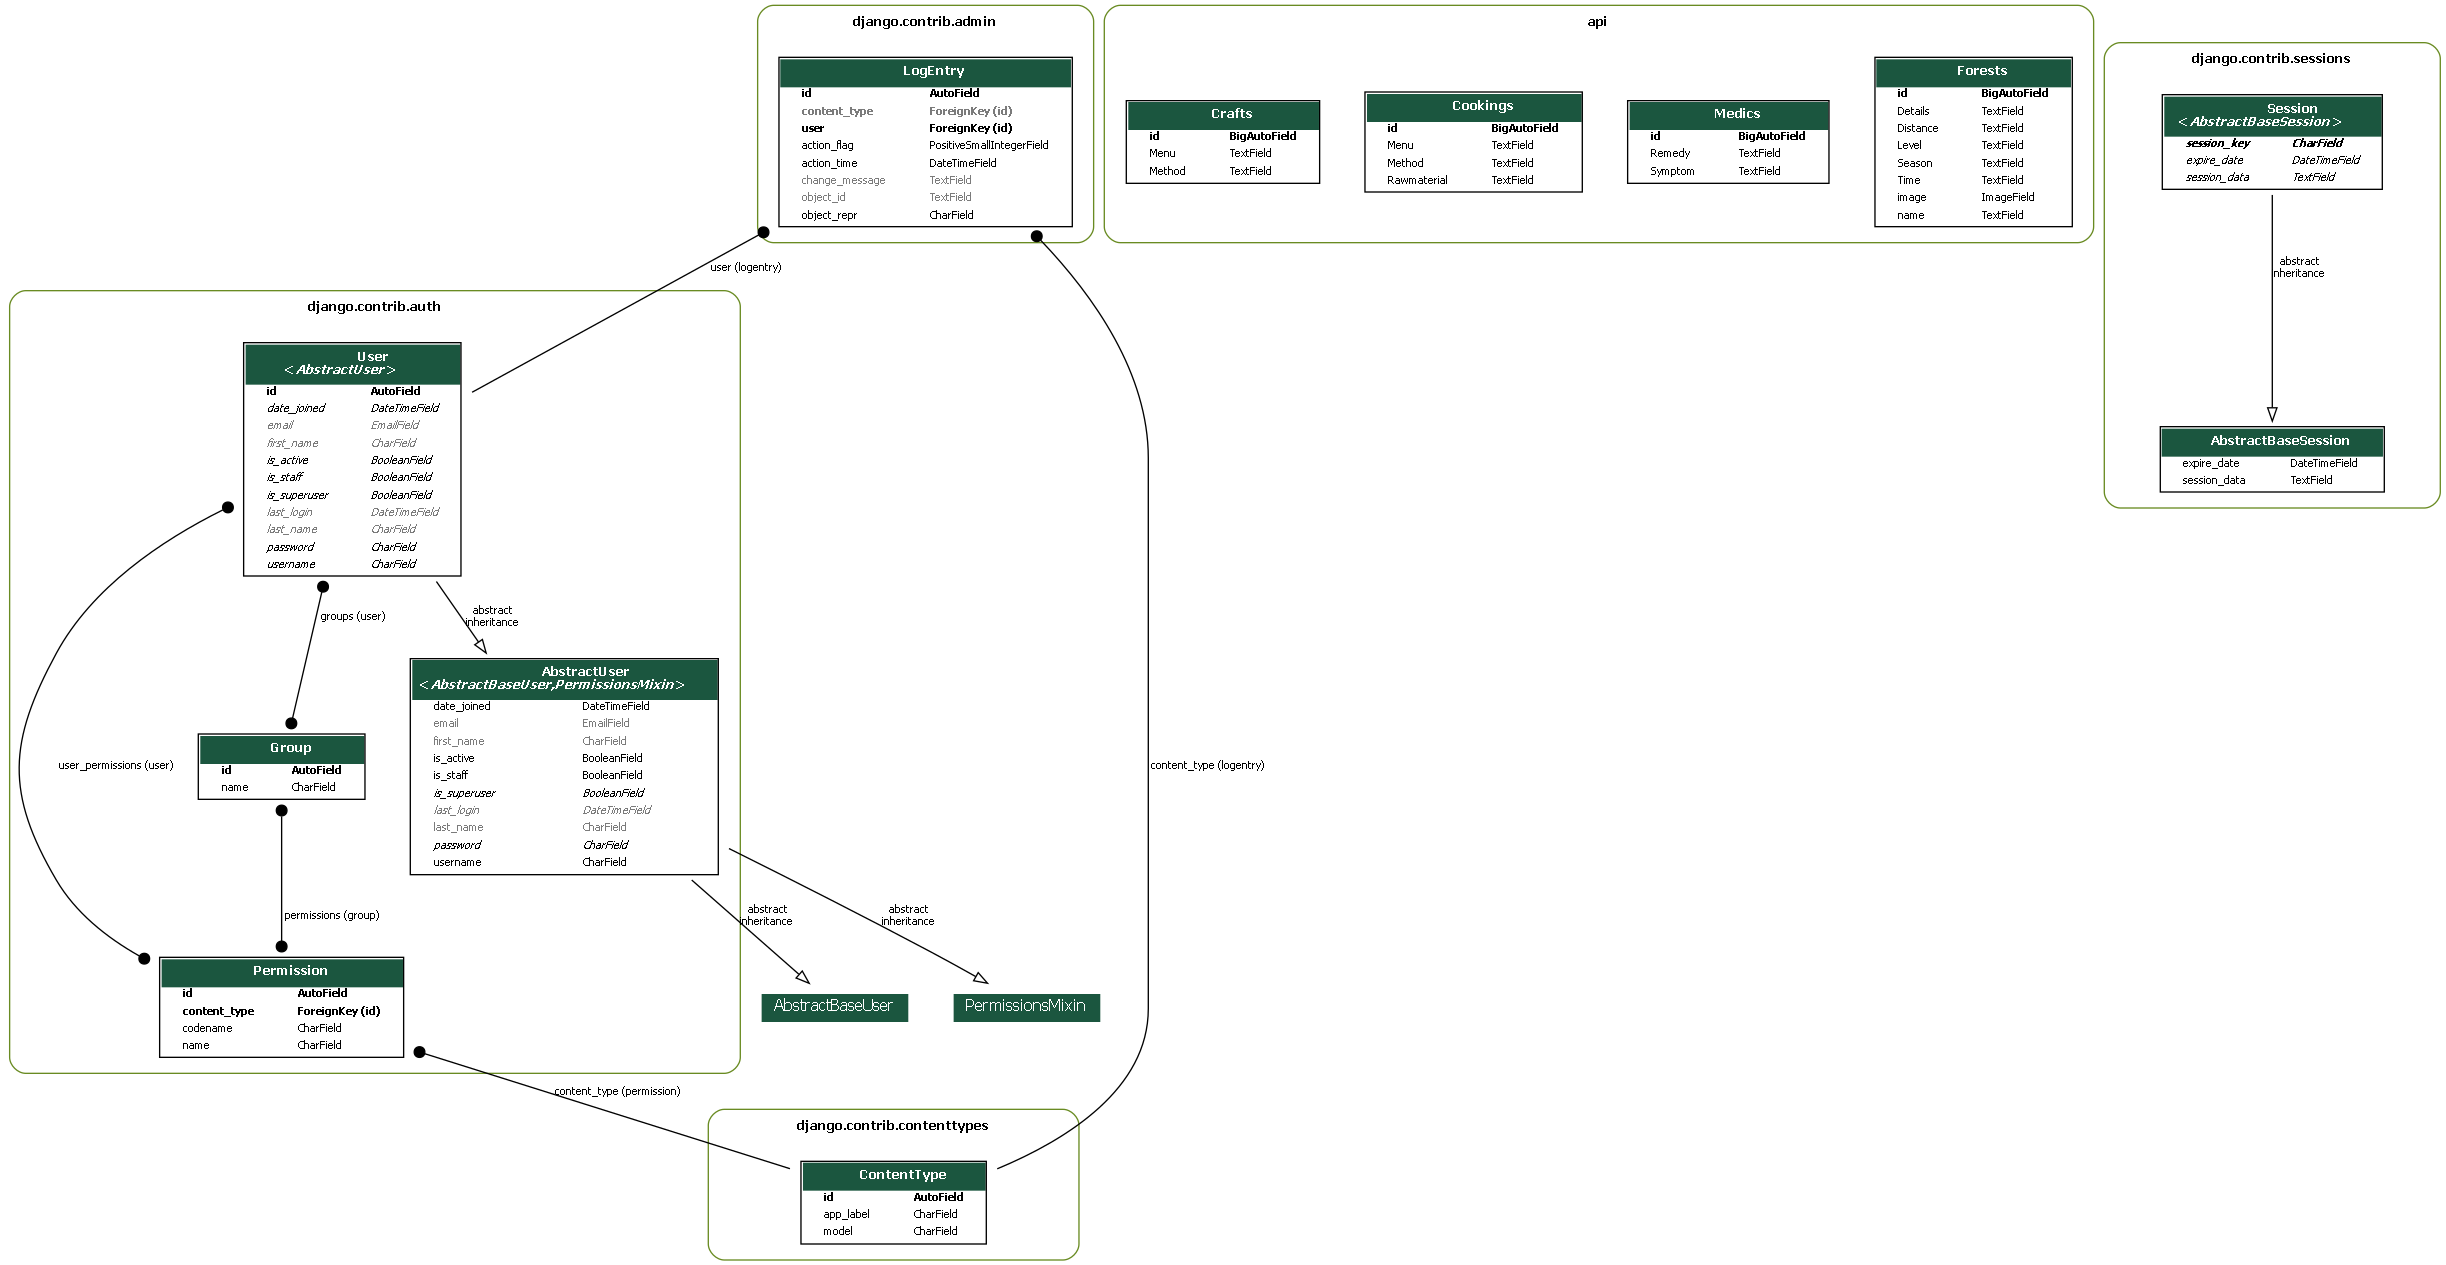 django.contrib.admin
LogEntry
id AutoField
content_type ForeignKey (id)
user ForeignKey (id)
action_flag PositiveSmallIntegerField
action_time DateTimeField
change_message TextField
object_id TextField
object_repr CharField
api
Crafts
id BigAutoField
Menu TextField
Method TextField
Cookings
id BigAutoField
Menu TextField
Method TextField
Rawmaterial TextField
Medics
id BigAutoField
Remedy TextField
Symptom TextField
Forests
id BigAutoField
Details TextField
Distance TextField
Level TextField
Season TextField
Time TextField
image ImageField
name TextField
django.contrib.sessions
Session
<AbstractBaseSession>
session_key CharField
expire_date DateTimeField
session_data TextField
abstract
inheritance
AbstractBaseSession
expire_date DateTimeField
session_data TextField
user (logentry)
django.contrib.auth
User
<AbstractUser>
id AutoField
date_joined DateTimeField
email EmailField
first_name CharField
is_active BooleanField
is_staff BooleanField
is_superuser BooleanField
last_login DateTimeField
last_name CharField
password CharField
username CharField
groups (user)
abstract
inheritance
AbstractUser
<AbstractBaseUser,PermissionsMixin>
date_joined DateTimeField
email EmailField
first_name CharField
is_active BooleanField
is_staff BooleanField
is_superuser BooleanField
last_login DateTimeField
last_name CharField
password CharField
username CharField
user_permissions (user)
Group
id AutoField
name CharField
content_type (logentry)
permissions (group)
abstract
inheritance
abstract
inheritance
Permission
id AutoField
content_type ForeignKey (id)
codename CharField
name CharField
AbstractBaseUser
PermissionsMixin
content_type (permission)
django.contrib.contenttypes
ContentType
id AutoField
app_label CharField
model CharField